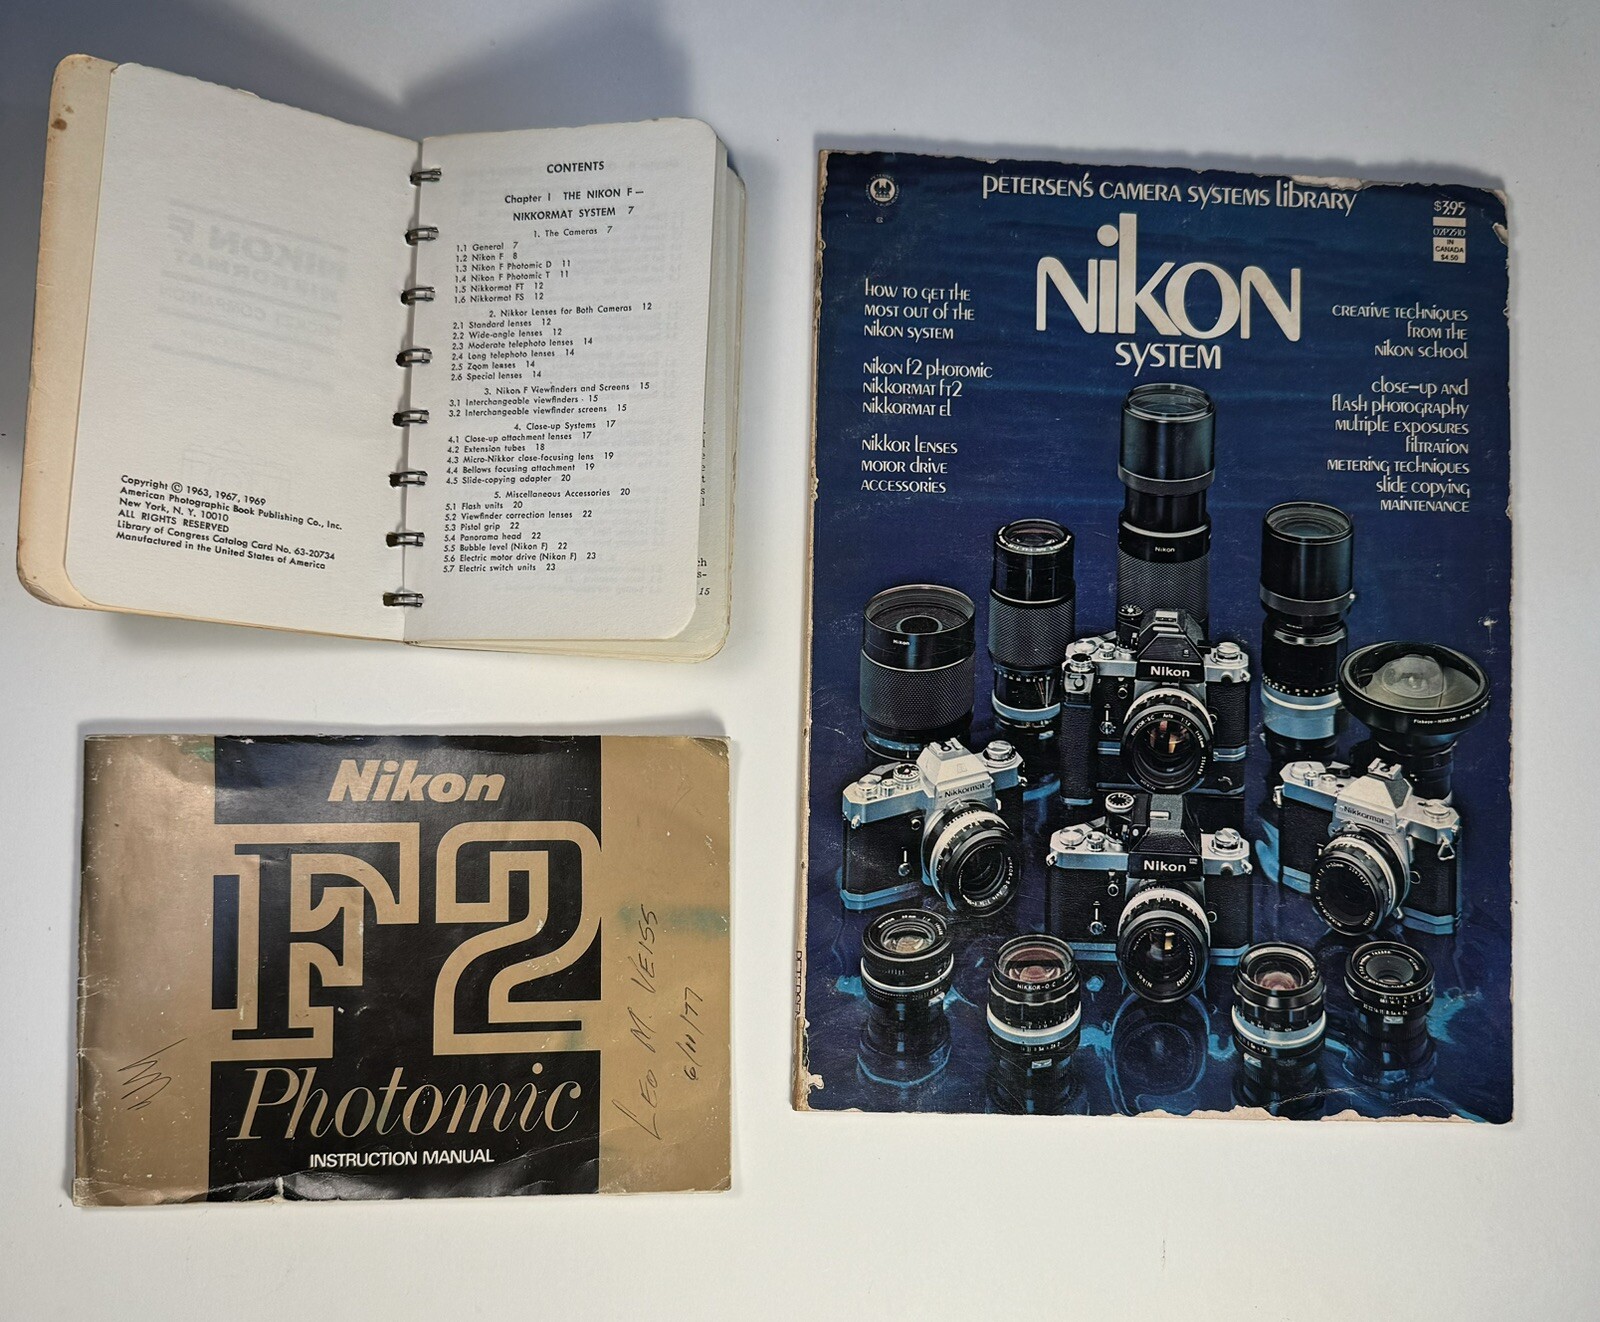 CONTENTS
Chapter I THE NIKON F—
NIKKORMAT SYSTEM 7
1. The Cameras 7
1.1 General 7
1.2 Nikon F 8
1.3 Nikon F Photomic D 11
1.4 Nikon F Photomic T 11
1.5 Nikkormat FT 12
1.6 Nikkormat FS 12
2. Nikkor Lenses for Both Cameras 12
2.1 Standard lenses 12
2.2 Wide-angle lenses 12
2.3 Moderate telephoto lenses 14
2.4 Long telephoto lenses 14
2.5 Zoom lenses 14
2.6 Special lenses 14
3. Nikon F Viewfinders and Screens 15
3.1 Interchangeable viewfinders 15
3.2 Interchangeable viewfinder screens 15
4. Close-up Systems 17
4.1 Close-up attachment lenses 17
4.2 Extension tubes 18
4.3 Micro-Nikkor close-focusing lens 19
4.4 Bellows focusing attachment 19
4.5 Slide-copying adapter 20
5. Miscellaneous Accessories 20
5.1 Flash units 20
5.2 Viewfinder correction lenses 22
5.3 Pistol grip 22
5.4 Panorama head 22
5.5 Bubble level (Nikon F) 22
5.6 Electric motor drive (Nikon F) 23
5.7 Electric switch units 23
15
Copyright © 1963, 1967, 1969
American Photographic Book Publishing Co., Inc.
New York, N. Y. 10010
ALL RIGHTS RESERVED
Library of Congress Catalog Card No. 63-20734
Manufactured in the United States of America
Nikon
F2
Photomic
INSTRUCTION MANUAL
LEO M. VEISS
6/11/77
PETERSEN'S CAMERA SYSTEMS LIBRARY
$3.95
IN
CANADA
$4.50
NIKON
SYSTEM
HOW TO GET THE
MOST OUT OF THE
NIKON SYSTEM
NIKON F2 PHOTOMIC
NIKKORMAT FT2
NIKKORMAT EL
NIKKOR LENSES
MOTOR DRIVE
ACCESSORIES
CREATIVE TECHNIQUES
FROM THE
NIKON SCHOOL
CLOSE-UP AND
FLASH PHOTOGRAPHY
MULTIPLE EXPOSURES
FILTRATION
METERING TECHNIQUES
SLIDE COPYING
MAINTENANCE
Nikon
Nikon
Nikon
Nikkormat
Nikkormat
Nikon
NIKKOR-O.C